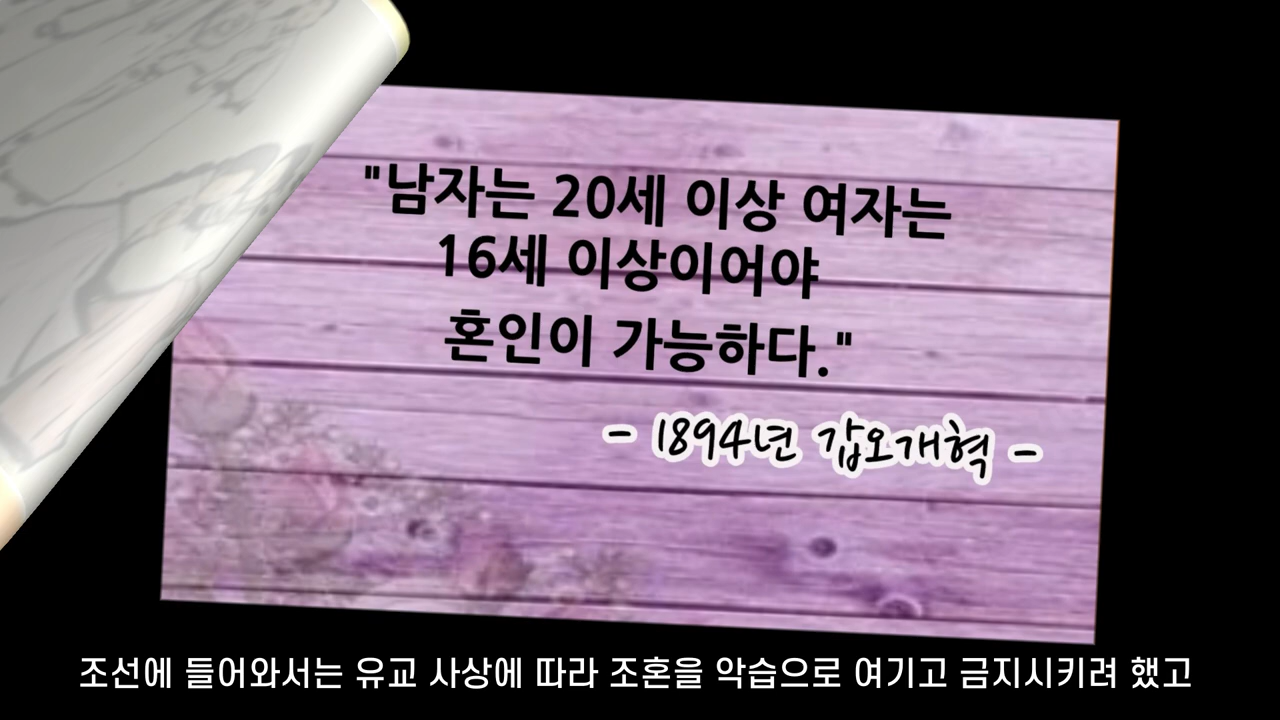 "남자는 20세 이상 여자는
16세 이상이어야
혼인이 가능하다."
- 1894년 갑오개혁 -
조선에 들어와서는 유교 사상에 따라 조혼을 악습으로 여기고 금지시키려 했고